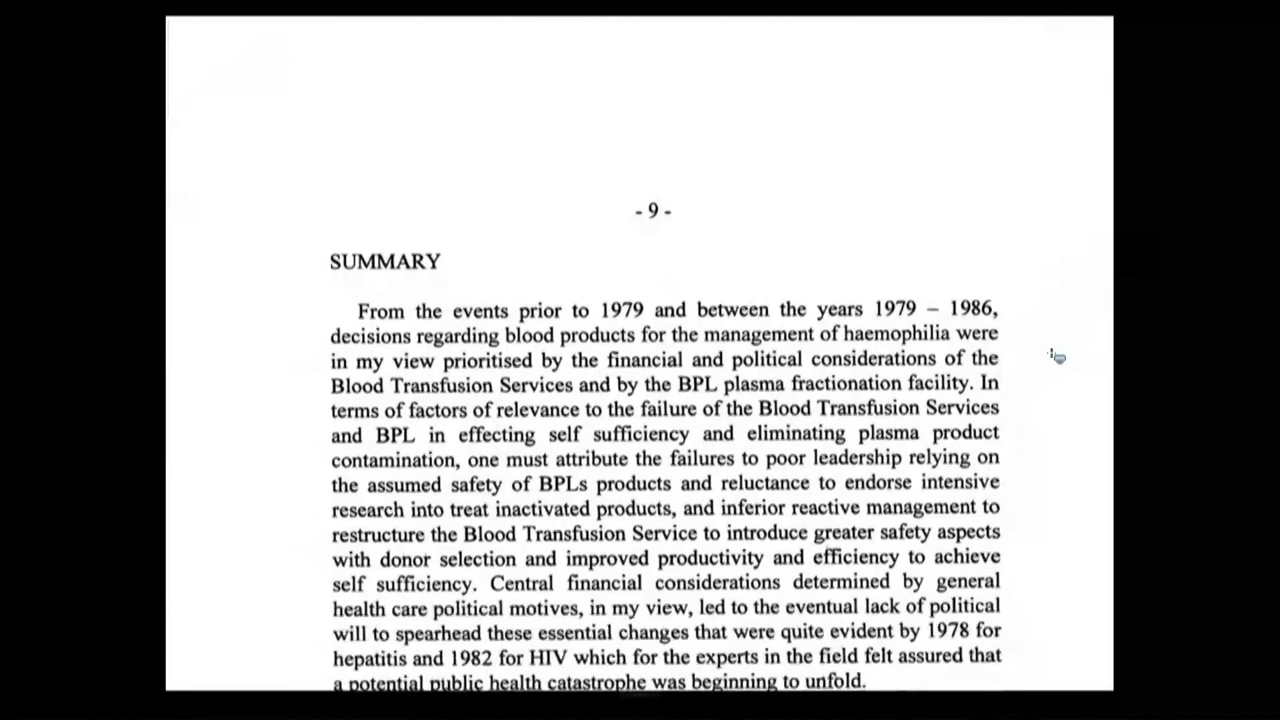 - 9 -
SUMMARY
From the events prior to 1979 and between the years 1979 – 1986,
decisions regarding blood products for the management of haemophilia were
in my view prioritised by the financial and political considerations of the
Blood Transfusion Services and by the BPL plasma fractionation facility. In
terms of factors of relevance to the failure of the Blood Transfusion Services
and BPL in effecting self sufficiency and eliminating plasma product
contamination, one must attribute the failures to poor leadership relying on
the assumed safety of BPLs products and reluctance to endorse intensive
research into treat inactivated products, and inferior reactive management to
restructure the Blood Transfusion Service to introduce greater safety aspects
with donor selection and improved productivity and efficiency to achieve
self sufficiency. Central financial considerations determined by general
health care political motives, in my view, led to the eventual lack of political
will to spearhead these essential changes that were quite evident by 1978 for
hepatitis and 1982 for HIV which for the experts in the field felt assured that
a potential public health catastrophe was beginning to unfold.